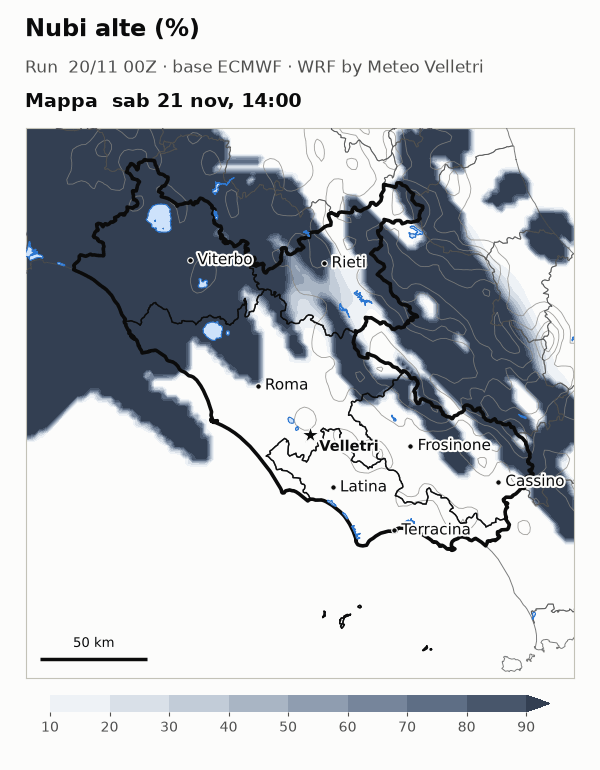 Nubi alte (%)
Run  20/11 00Z · base ECMWF · WRF by Meteo Velletri
Mappa  sab 21 nov, 14:00
Viterbo
Rieti
Roma
Velletri
Frosinone
Latina
Cassino
Terracina
50 km
10 20 30 40 50 60 70 80 90